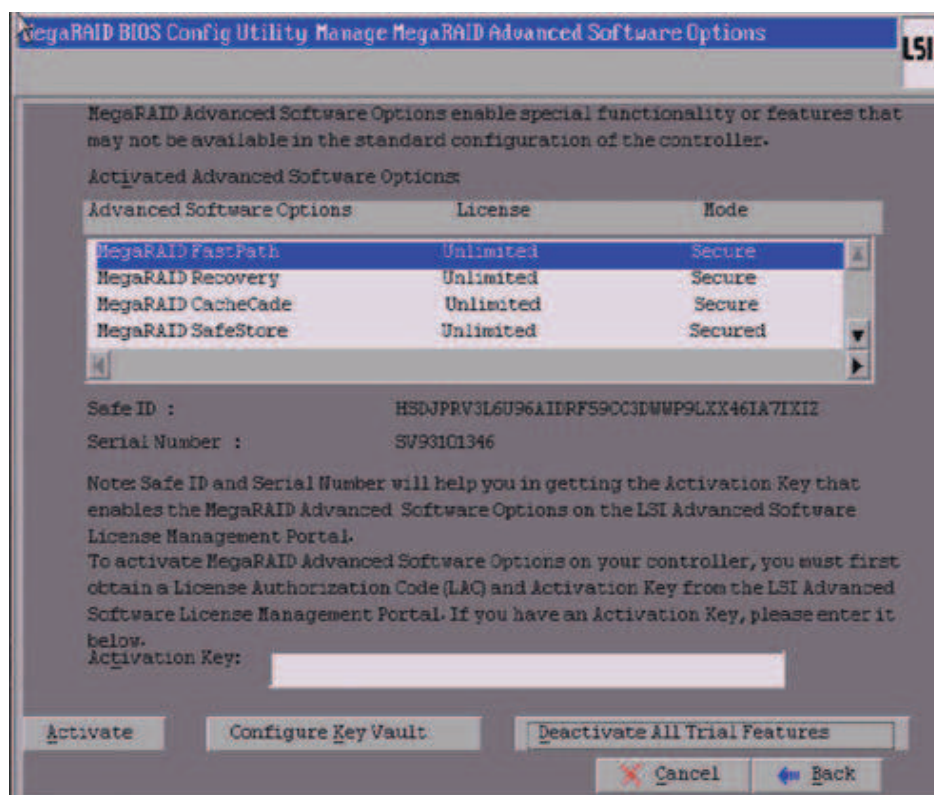 MegaRAID BIOS Config Utility Manage MegaRAID Advanced Software Options
LSI
MegaRAID Advanced Software Options enable special functionality or features that
may not be available in the standard configuration of the controller.
Activated Advanced Software Options:
Advanced Software Options License Mode
MegaRAID FastPath Unlimited Secure
MegaRAID Recovery Unlimited Secure
MegaRAID CacheCade Unlimited Secure
MegaRAID SafeStore Unlimited Secured
Safe ID :
Serial Number : SV93101346
Note: Safe ID and Serial Number will help you in getting the Activation Key that
enables the MegaRAID Advanced Software Options on the LSI Advanced Software
License Management Portal.
To activate MegaRAID Advanced Software Options on your controller, you must first
obtain a License Authorization Code (LAC) and Activation Key from the LSI Advanced
Software License Management Portal. If you have an Activation Key, please enter it
below.
Activation Key:
Activate Configure Key Vault Deactivate All Trial Features
Cancel Back